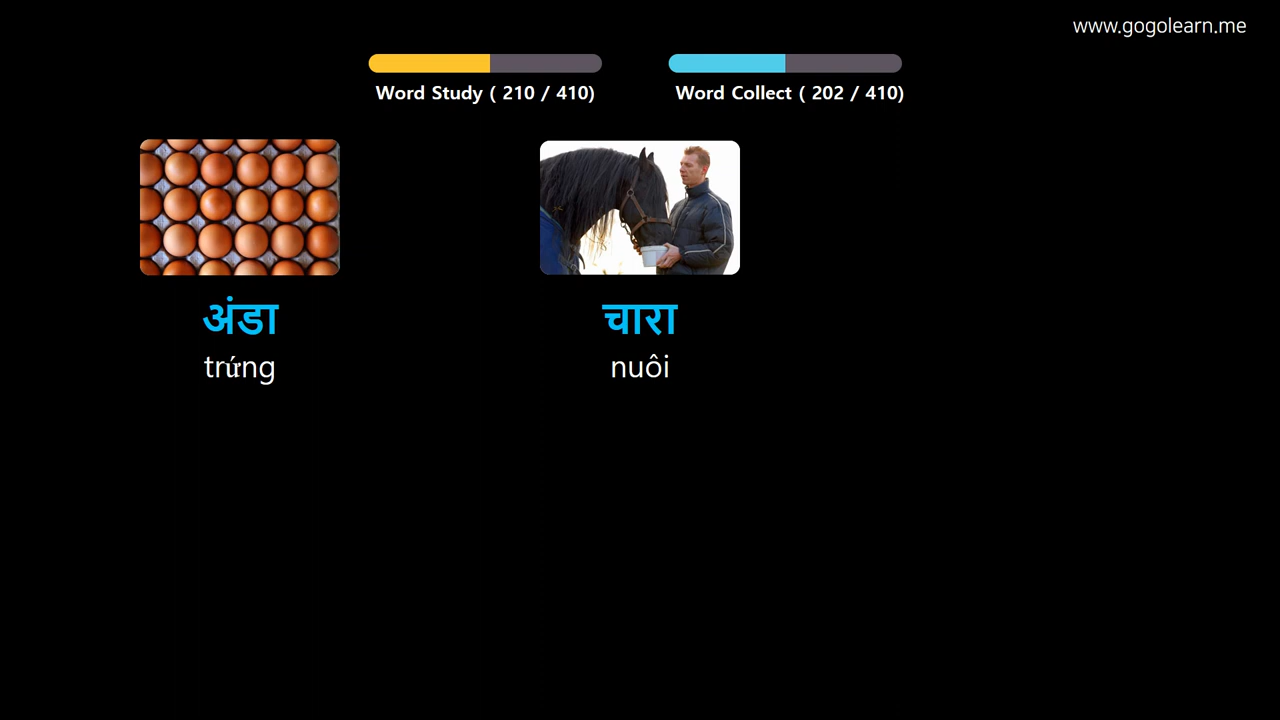 www.gogolearn.me
Word Study ( 210 / 410)
Word Collect ( 202 / 410)
अंडा
trứng
चारा
nuôi